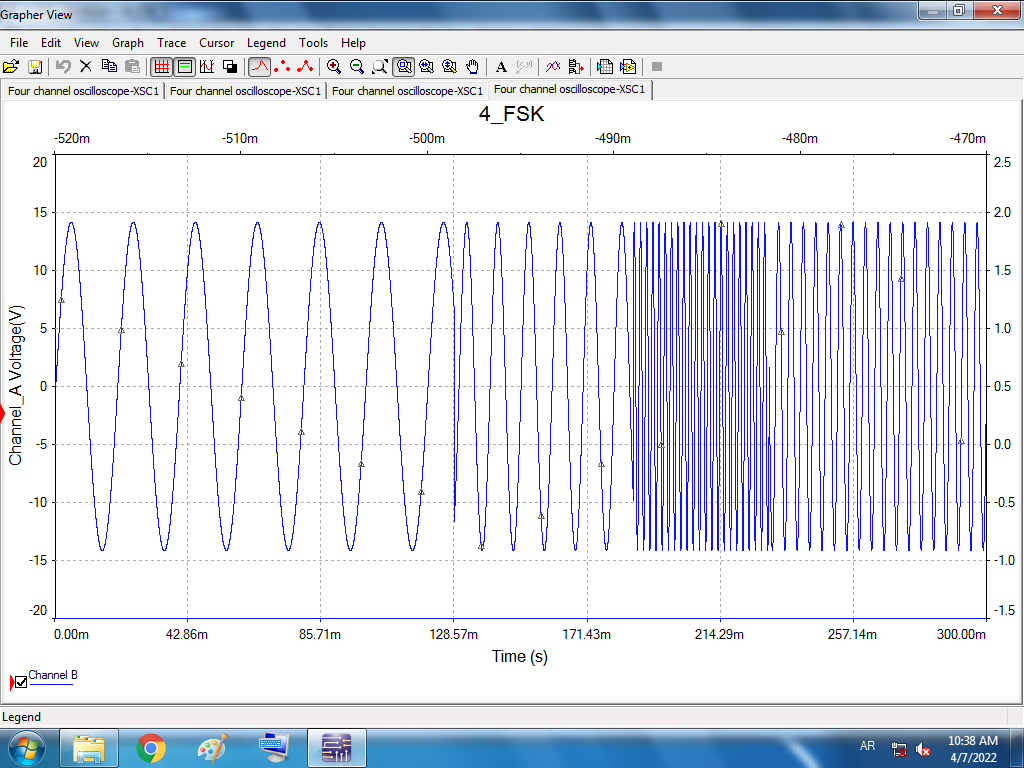 Grapher View
File Edit View Graph Trace Cursor Legend Tools Help
Four channel oscilloscope-XSC1 Four channel oscilloscope-XSC1 Four channel oscilloscope-XSC1 Four channel oscilloscope-XSC1
4_FSK
-520m -510m -500m -490m -480m -470m
20 2.5
15 2.0
10 1.5
5 1.0
0 0.5
-5 0.0
-10 -0.5
-15 -1.0
-20 -1.5
Channel_A Voltage(V)
0.00m 42.86m 85.71m 128.57m 171.43m 214.29m 257.14m 300.00m
Time (s)
Channel B
Legend
AR 10:38 AM
4/7/2022